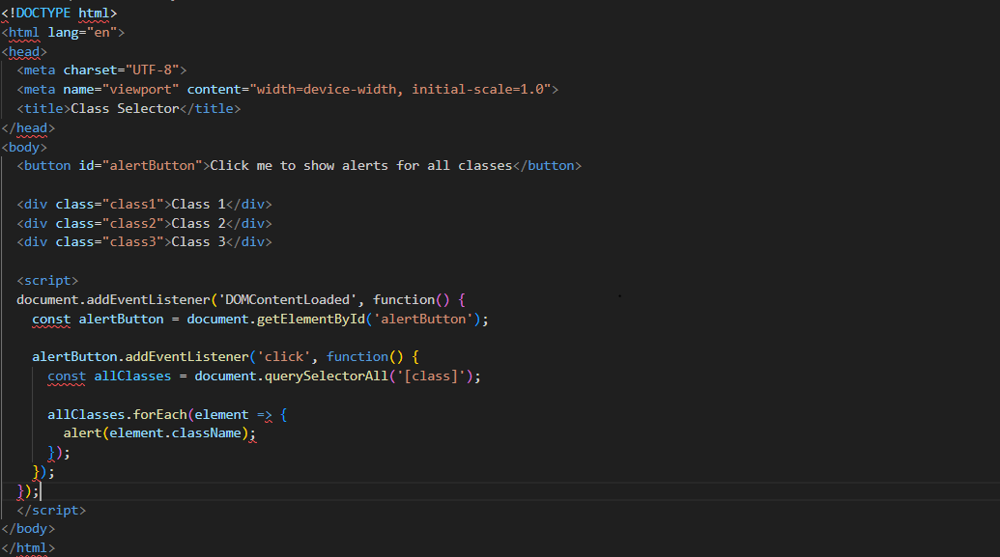 <!DOCTYPE html>
<html lang="en">
<head>
  <meta charset="UTF-8">
  <meta name="viewport" content="width=device-width, initial-scale=1.0">
  <title>Class Selector</title>
</head>
<body>
  <button id="alertButton">Click me to show alerts for all classes</button>
  <div class="class1">Class 1</div>
  <div class="class2">Class 2</div>
  <div class="class3">Class 3</div>
  <script>
  document.addEventListener('DOMContentLoaded', function() {
    const alertButton = document.getElementById('alertButton');
    alertButton.addEventListener('click', function() {
      const allClasses = document.querySelectorAll('[class]');
      allClasses.forEach(element => {
        alert(element.className);
      });
    });
  });
  </script>
</body>
</html>